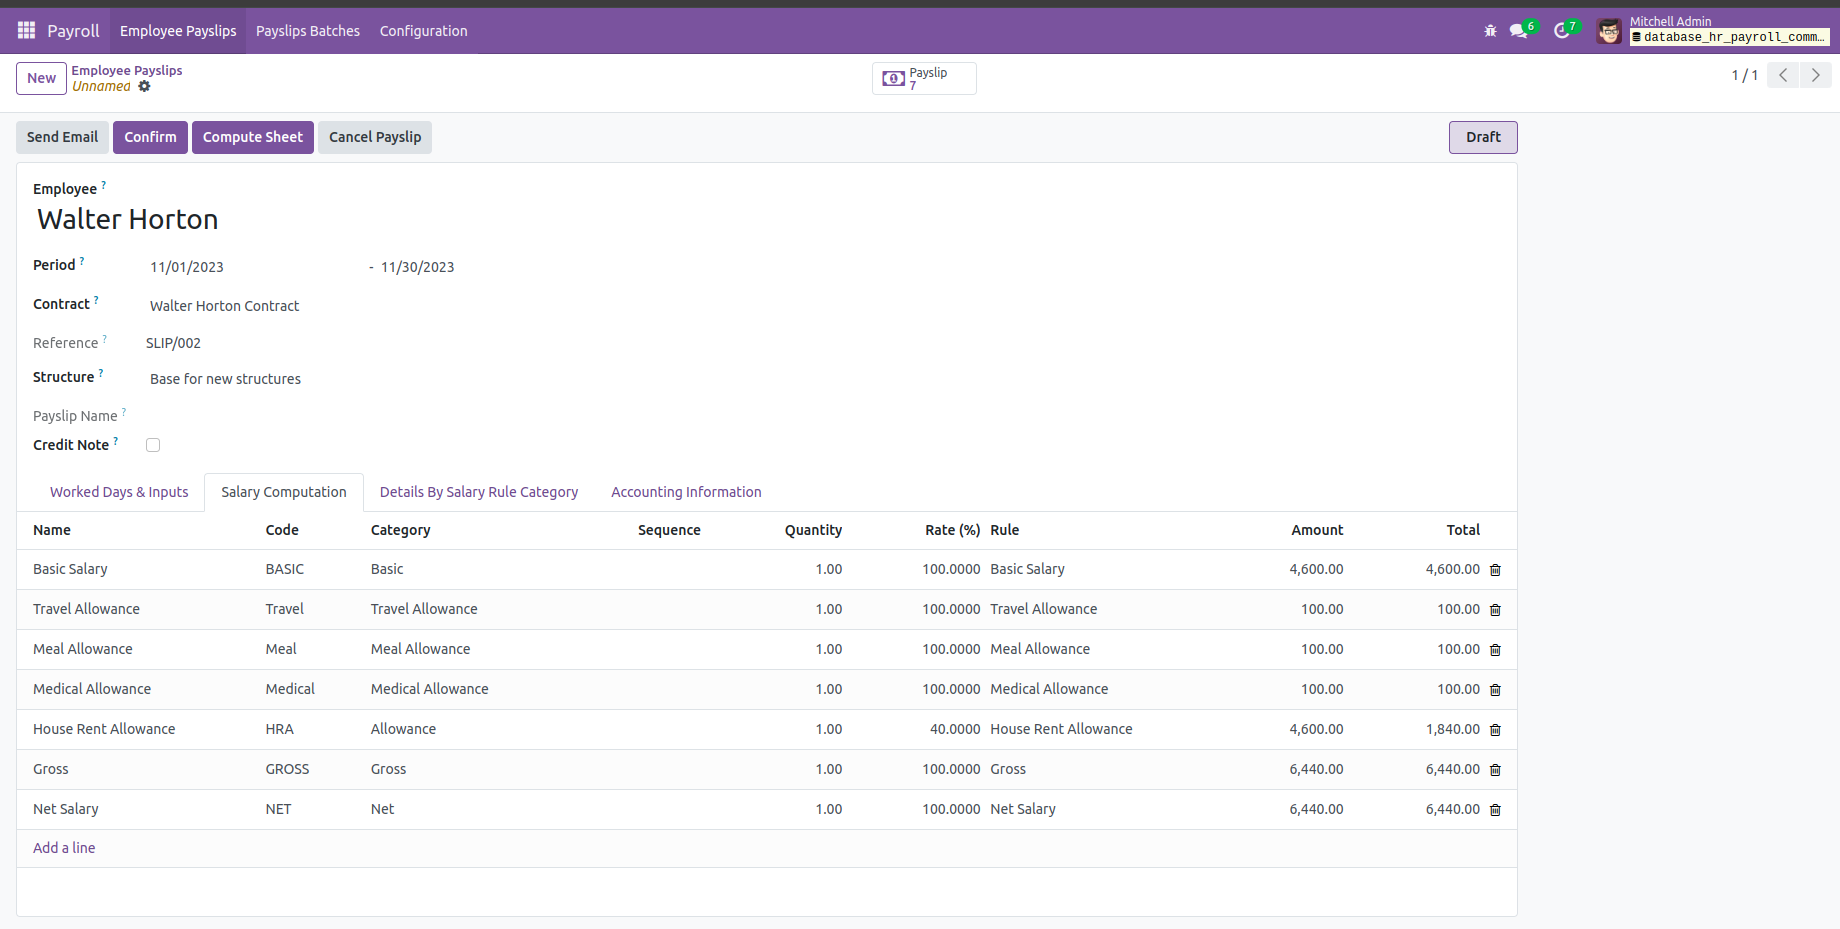 Payroll Employee Payslips Payslips Batches Configuration 6 7 Mitchell Admin
database_hr_payroll_comm...
New Employee Payslips
Unnamed
Payslip
7
1 / 1
Send Email Confirm Compute Sheet Cancel Payslip Draft
Employee ?
Walter Horton
Period ? 11/01/2023 - 11/30/2023
Contract ? Walter Horton Contract
Reference ? SLIP/002
Structure ? Base for new structures
Payslip Name ?
Credit Note ?
Worked Days & Inputs Salary Computation Details By Salary Rule Category Accounting Information
Name Code Category Sequence Quantity Rate (%) Rule Amount Total
Basic Salary BASIC Basic 1.00 100.0000 Basic Salary 4,600.00 4,600.00
Travel Allowance Travel Travel Allowance 1.00 100.0000 Travel Allowance 100.00 100.00
Meal Allowance Meal Meal Allowance 1.00 100.0000 Meal Allowance 100.00 100.00
Medical Allowance Medical Medical Allowance 1.00 100.0000 Medical Allowance 100.00 100.00
House Rent Allowance HRA Allowance 1.00 40.0000 House Rent Allowance 4,600.00 1,840.00
Gross GROSS Gross 1.00 100.0000 Gross 6,440.00 6,440.00
Net Salary NET Net 1.00 100.0000 Net Salary 6,440.00 6,440.00
Add a line